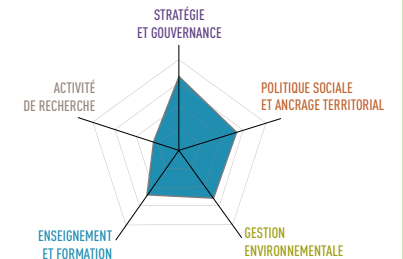 STRATÉGIE
ET GOUVERNANCE
ACTIVITÉ
DE RECHERCHE
POLITIQUE SOCIALE
ET ANCRAGE TERRITORIAL
ENSEIGNEMENT
ET FORMATION
GESTION
ENVIRONNEMENTALE